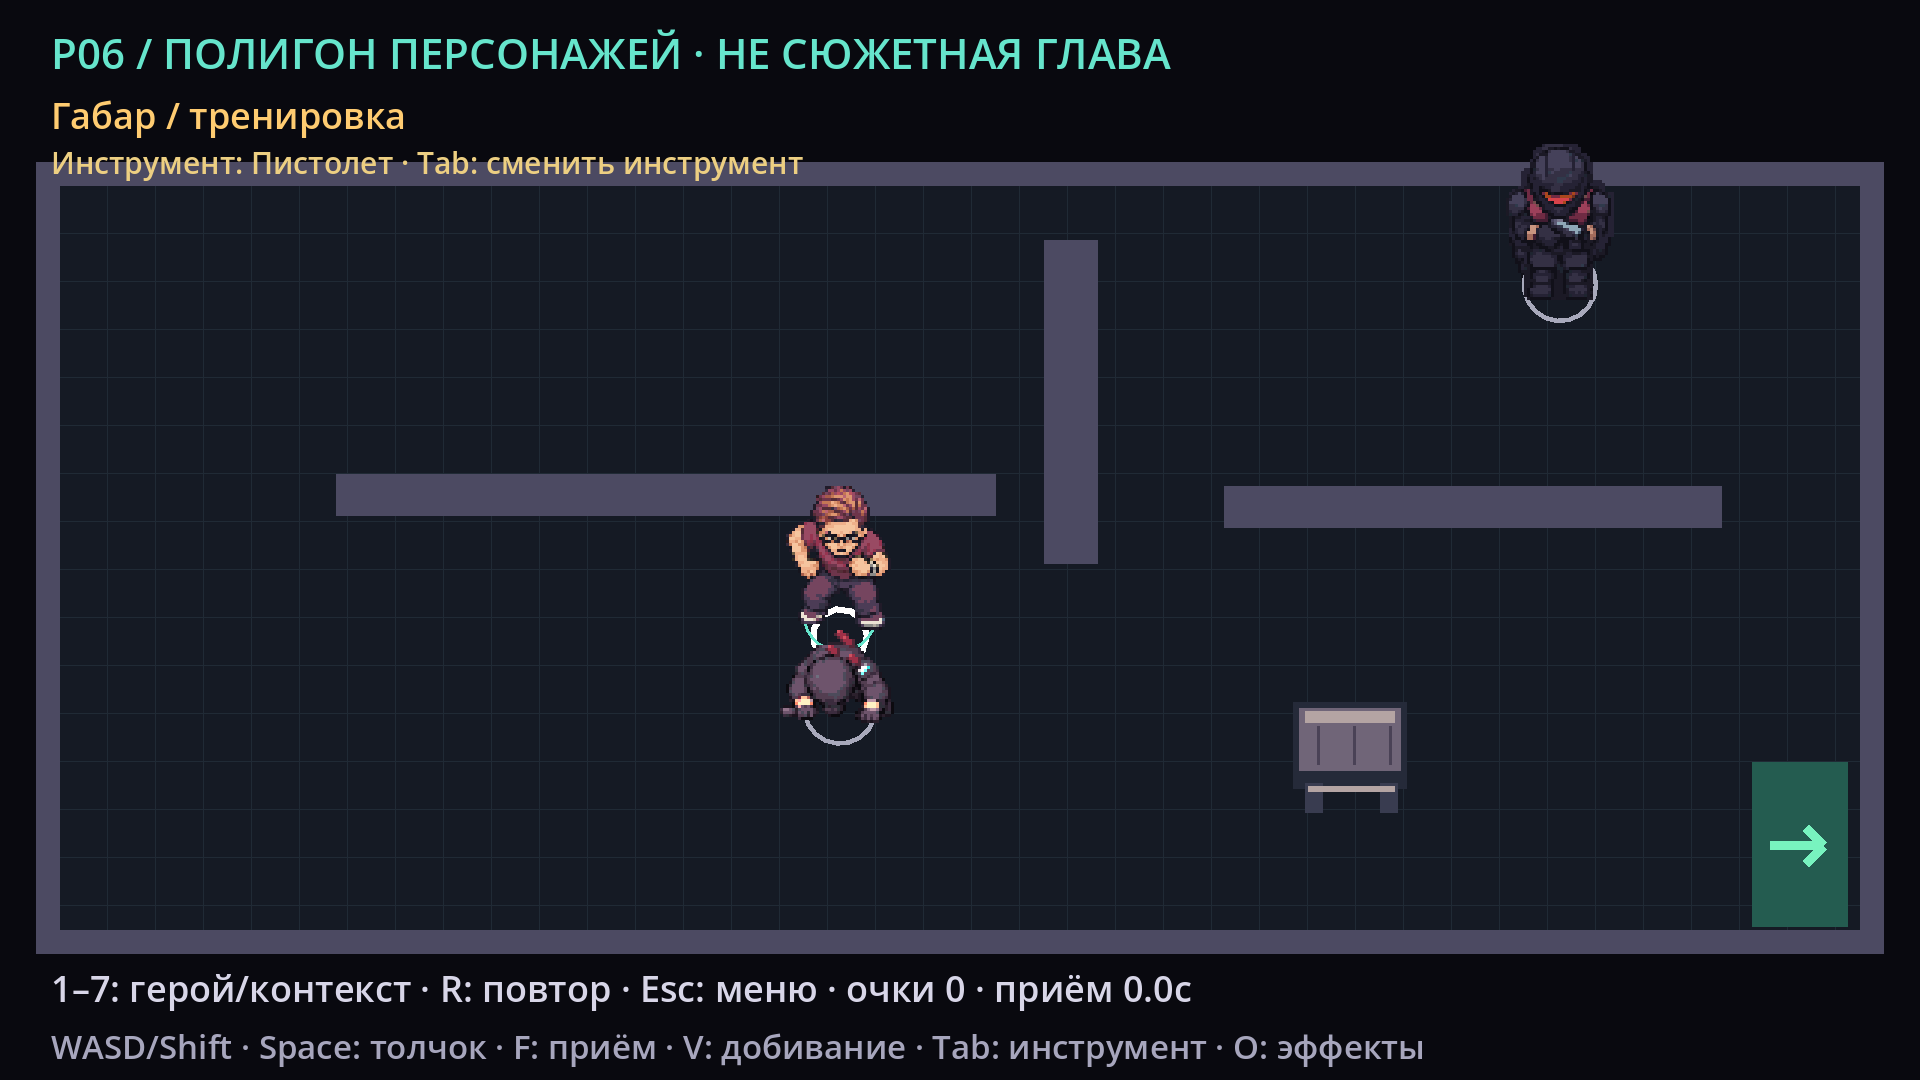 P06 / ПОЛИГОН ПЕРСОНАЖЕЙ · НЕ СЮЖЕТНАЯ ГЛАВА
Габар / тренировка
Инструмент: Пистолет · Tab: сменить инструмент
1–7: герой/контекст · R: повтор · Esc: меню · очки 0 · приём 0.0с
WASD/Shift · Space: толчок · F: приём · V: добивание · Tab: инструмент · O: эффекты